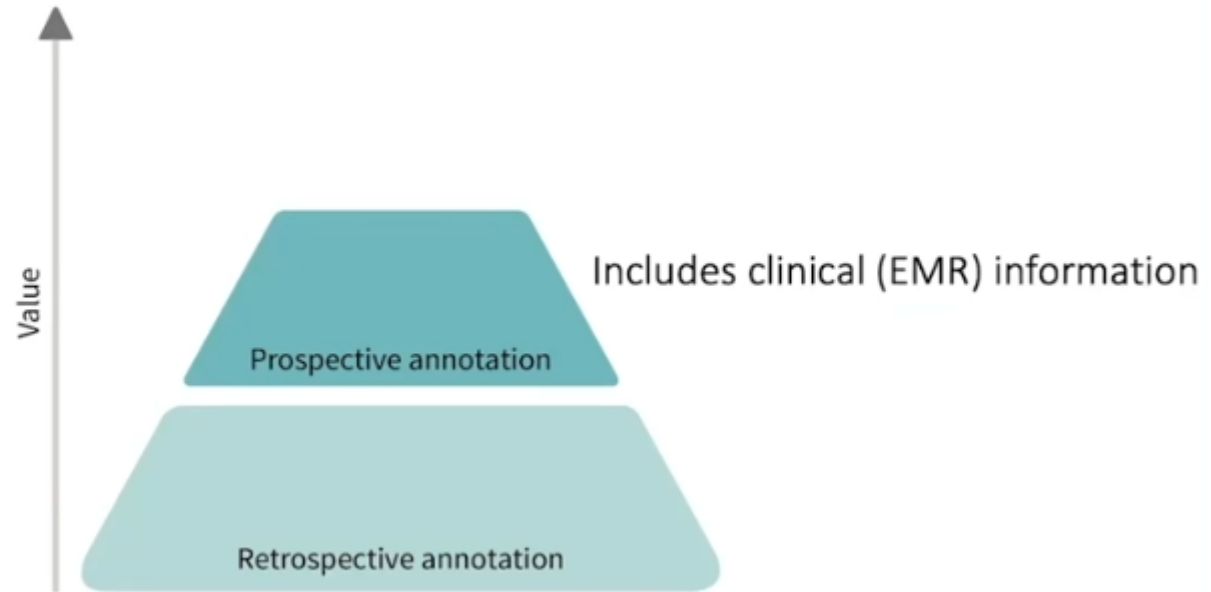 Value
Includes clinical (EMR) information
Prospective annotation
Retrospective annotation